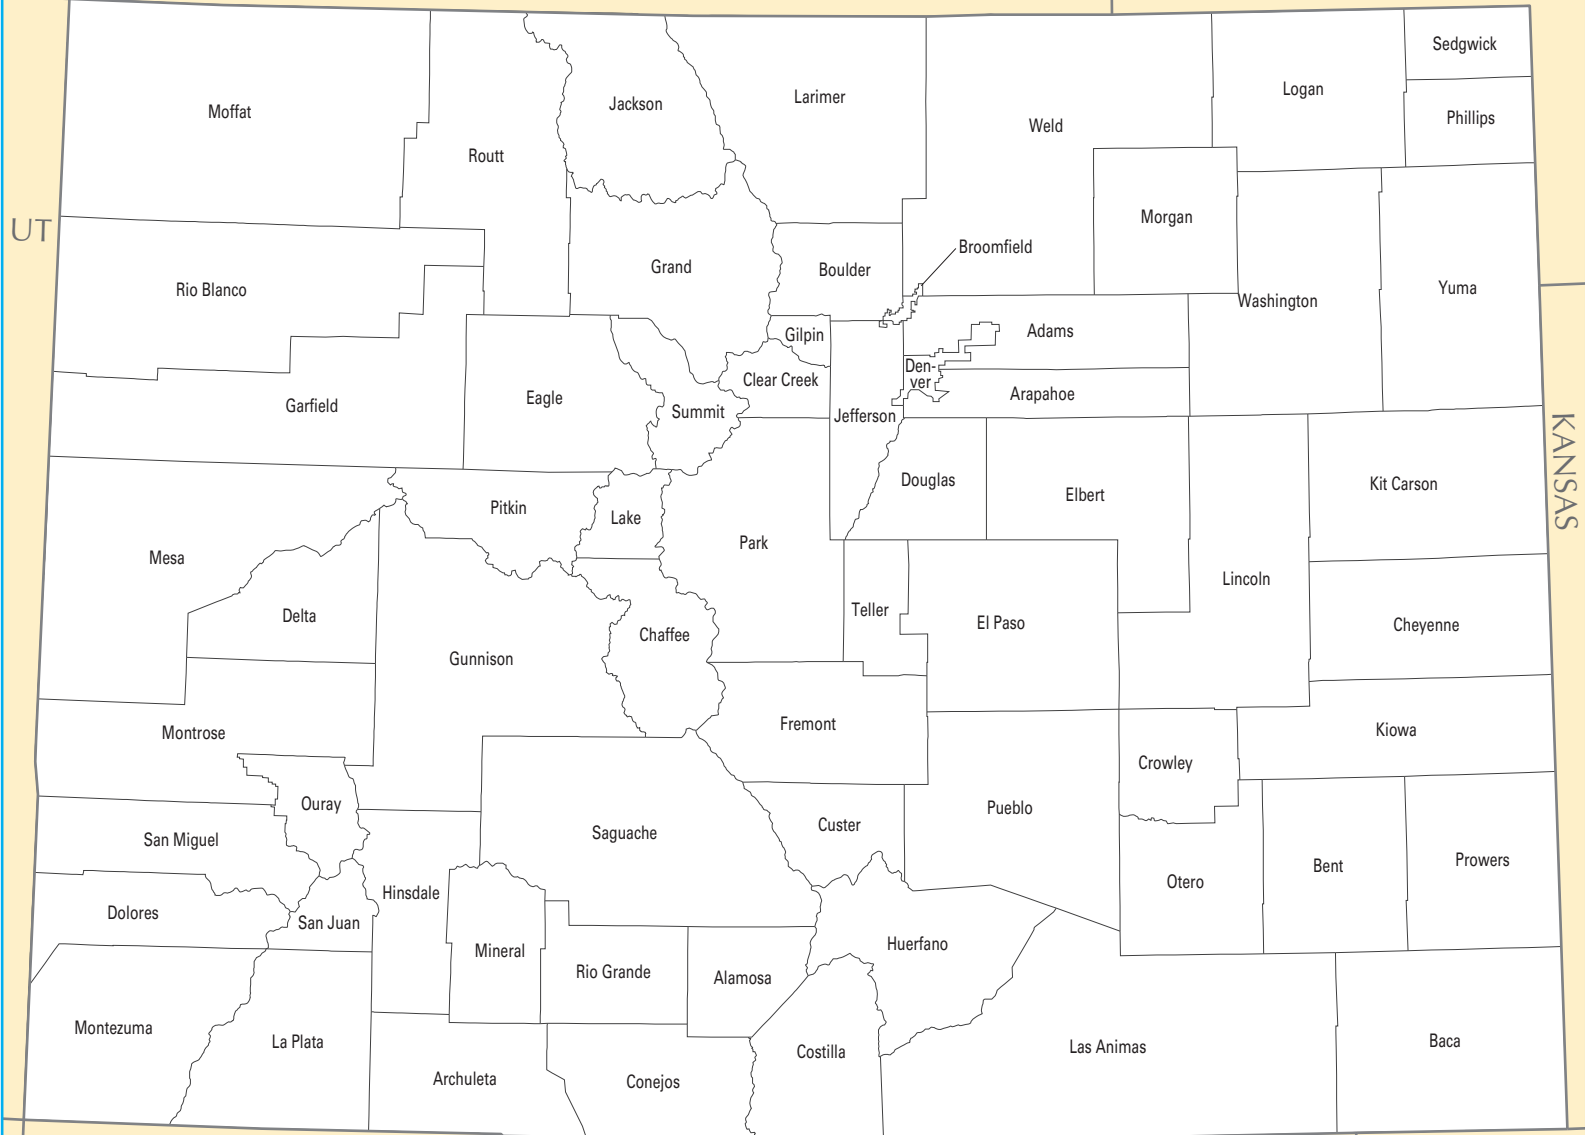 Sedgwick
Logan
Larimer
Jackson
Moffat
Phillips
Weld
Routt
Morgan
UT
Broomfield
Grand
Boulder
Rio Blanco
Yuma
Washington
Adams
Gilpin
Den-
ver
Clear Creek
Arapahoe
Eagle
Garfield
Summit
Jefferson
KANSAS
Douglas
Kit Carson
Elbert
Pitkin
Lake
Park
Mesa
Lincoln
Teller
Delta
El Paso
Cheyenne
Chaffee
Gunnison
Fremont
Kiowa
Montrose
Crowley
Ouray
Pueblo
Custer
Saguache
San Miguel
Prowers
Bent
Otero
Hinsdale
Dolores
San Juan
Huerfano
Mineral
Rio Grande
Alamosa
Montezuma
La Plata
Baca
Las Animas
Costilla
Archuleta
Conejos